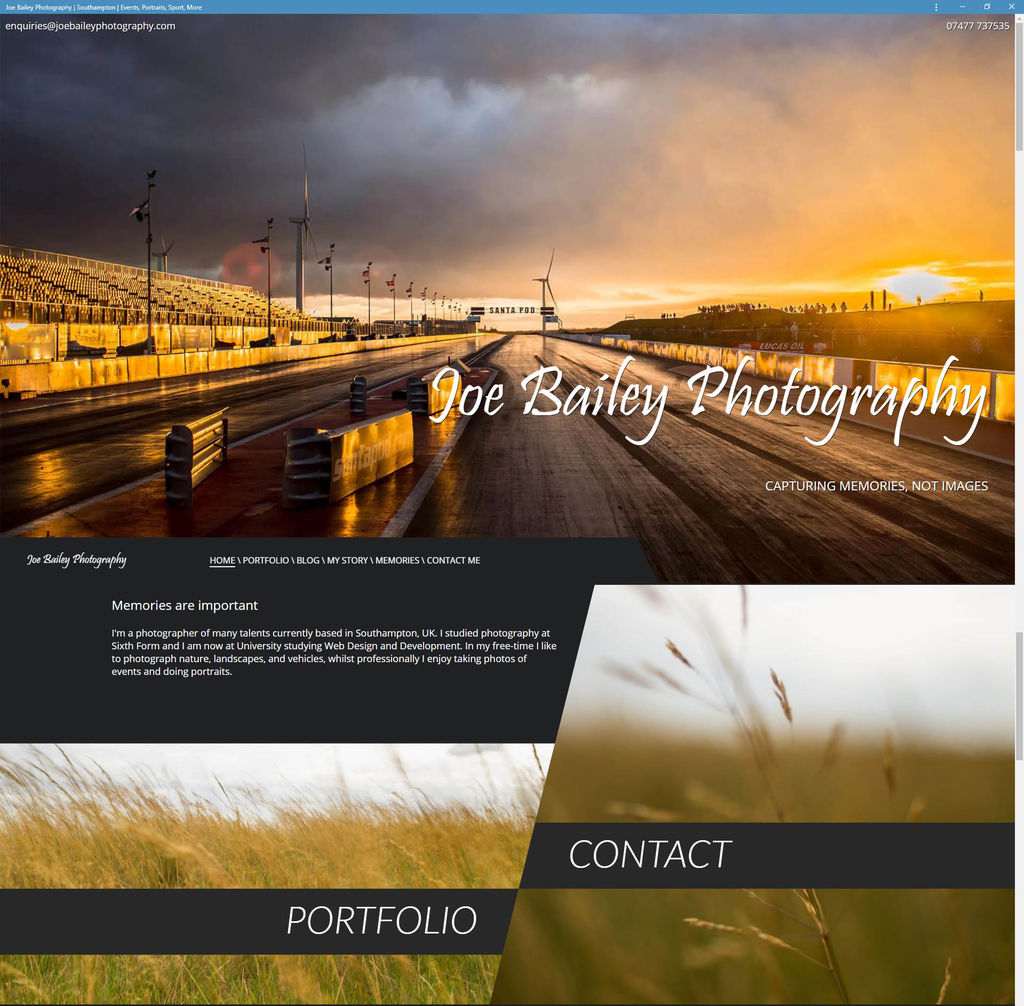 Joe Bailey Photography | Southampton | Events, Portraits, Sport, More
enquiries@joebaileyphotography.com
07477 737535
SANTA POD
LUCAS OIL
santapod.com
Joe Bailey Photography
CAPTURING MEMORIES, NOT IMAGES
Joe Bailey Photography
HOME \ PORTFOLIO \ BLOG \ MY STORY \ MEMORIES \ CONTACT ME
Memories are important
I'm a photographer of many talents currently based in Southampton, UK. I studied photography at
Sixth Form and I am now at University studying Web Design and Development. In my free-time I like
to photograph nature, landscapes, and vehicles, whilst professionally I enjoy taking photos of
events and doing portraits.
CONTACT
PORTFOLIO